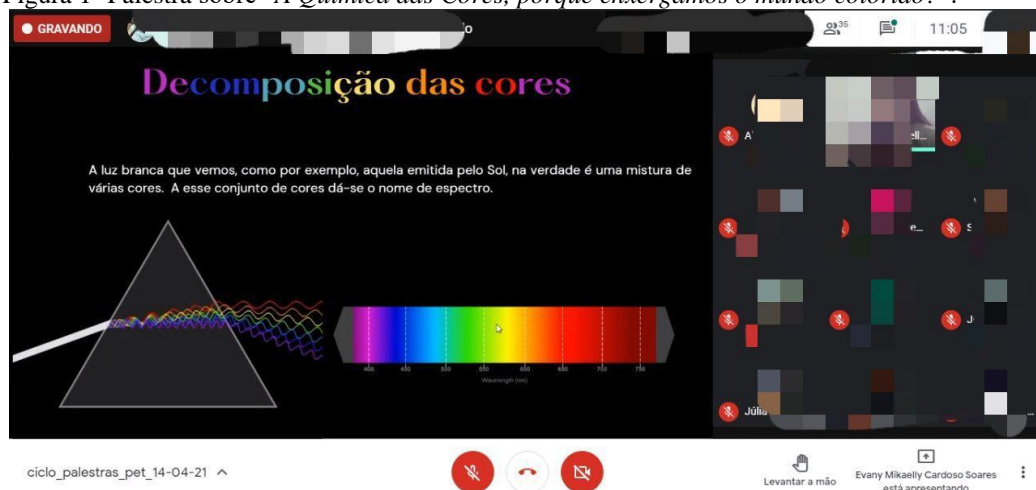 Figura 1- Palestra sobre "A Química das Cores, porque enxergamos o mundo colorido?".
GRAVANDO
35
11:05
Decomposição das cores
A luz branca que vemos, como por exemplo, aquela emitida pelo Sol, na verdade é uma mistura de
várias cores. A esse conjunto de cores dá-se o nome de espectro.
400 450 500 550 600 650 700 750
Wavelength (nm)
Júlia
ciclo_palestras_pet_14-04-21
Levantar a mão
Evany Mikaelly Cardoso Soares
está apresentando